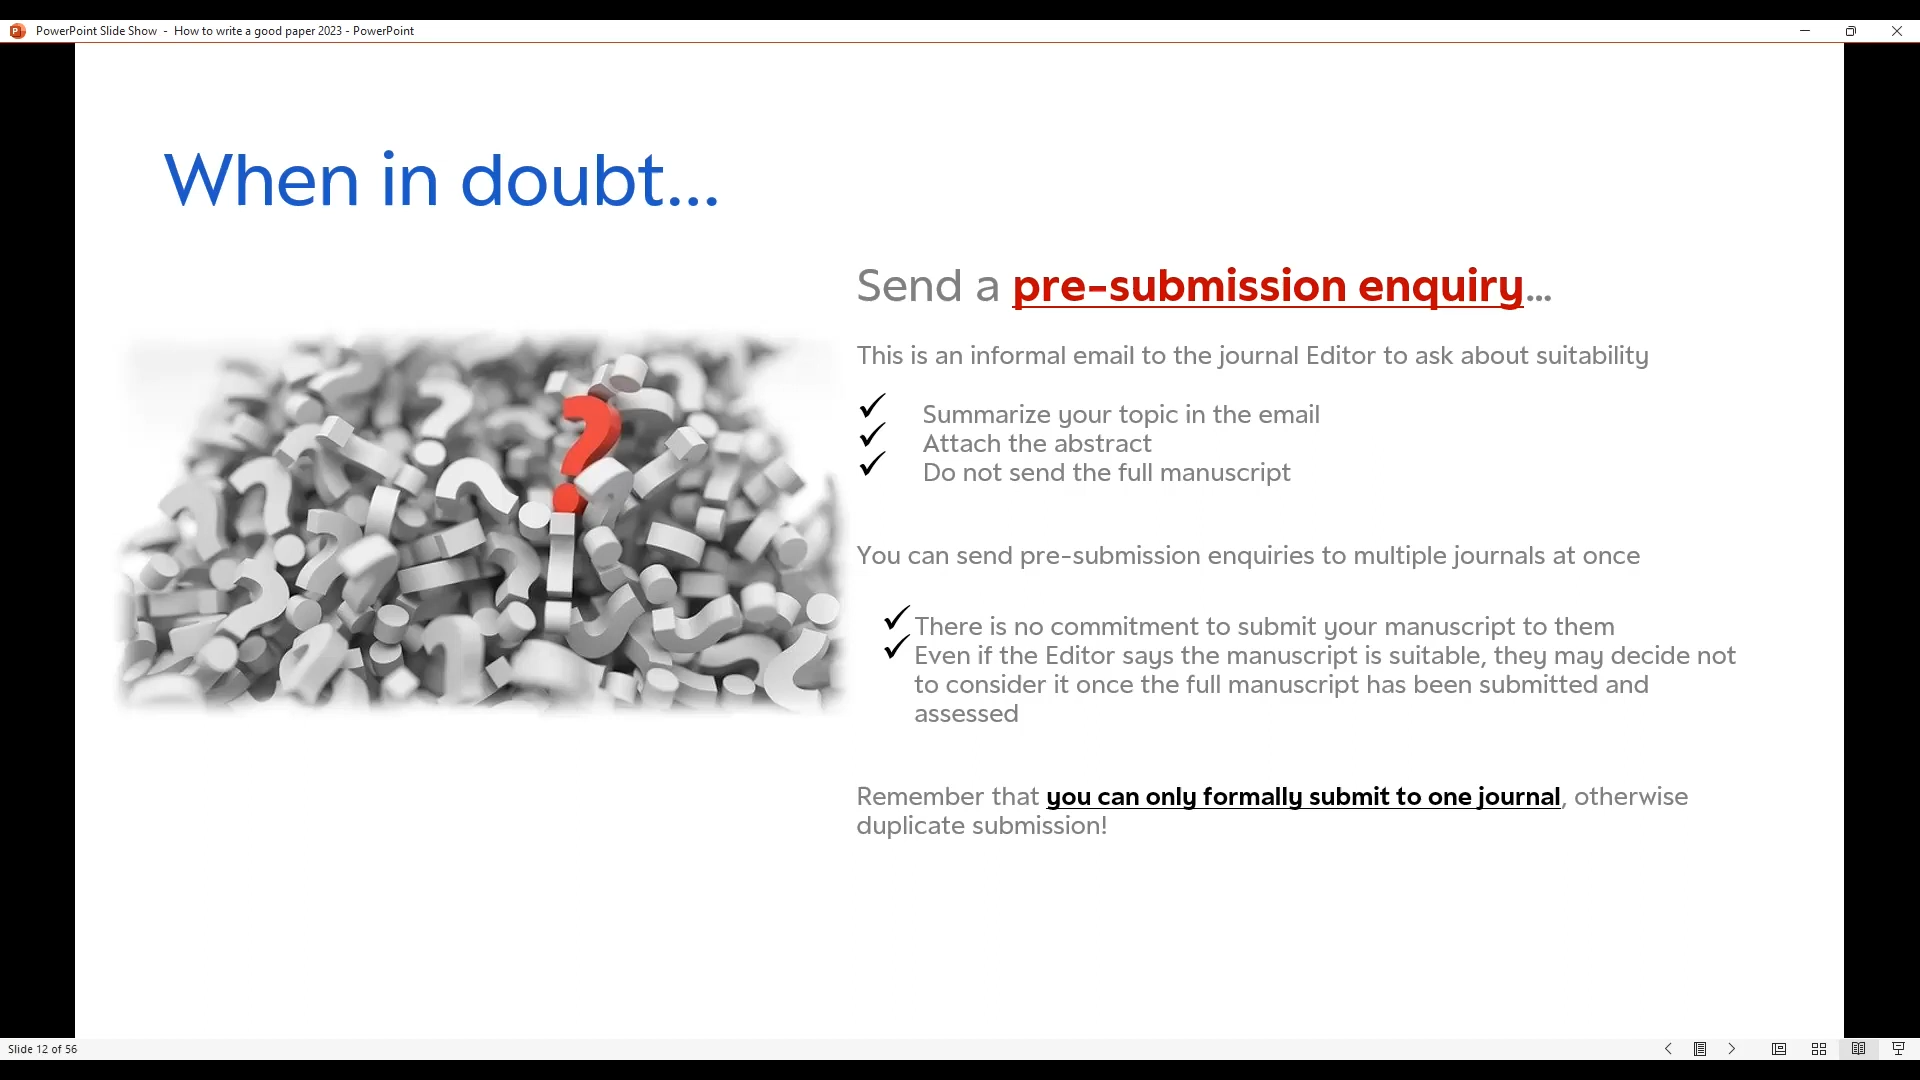 PowerPoint Slide Show - How to write a good paper 2023 - PowerPoint
When in doubt...
Send a pre-submission enquiry...
This is an informal email to the journal Editor to ask about suitability
✓ Summarize your topic in the email
✓ Attach the abstract
✓ Do not send the full manuscript
You can send pre-submission enquiries to multiple journals at once
✓ There is no commitment to submit your manuscript to them
✓ Even if the Editor says the manuscript is suitable, they may decide not
to consider it once the full manuscript has been submitted and
assessed
Remember that you can only formally submit to one journal, otherwise
duplicate submission!
Slide 12 of 56